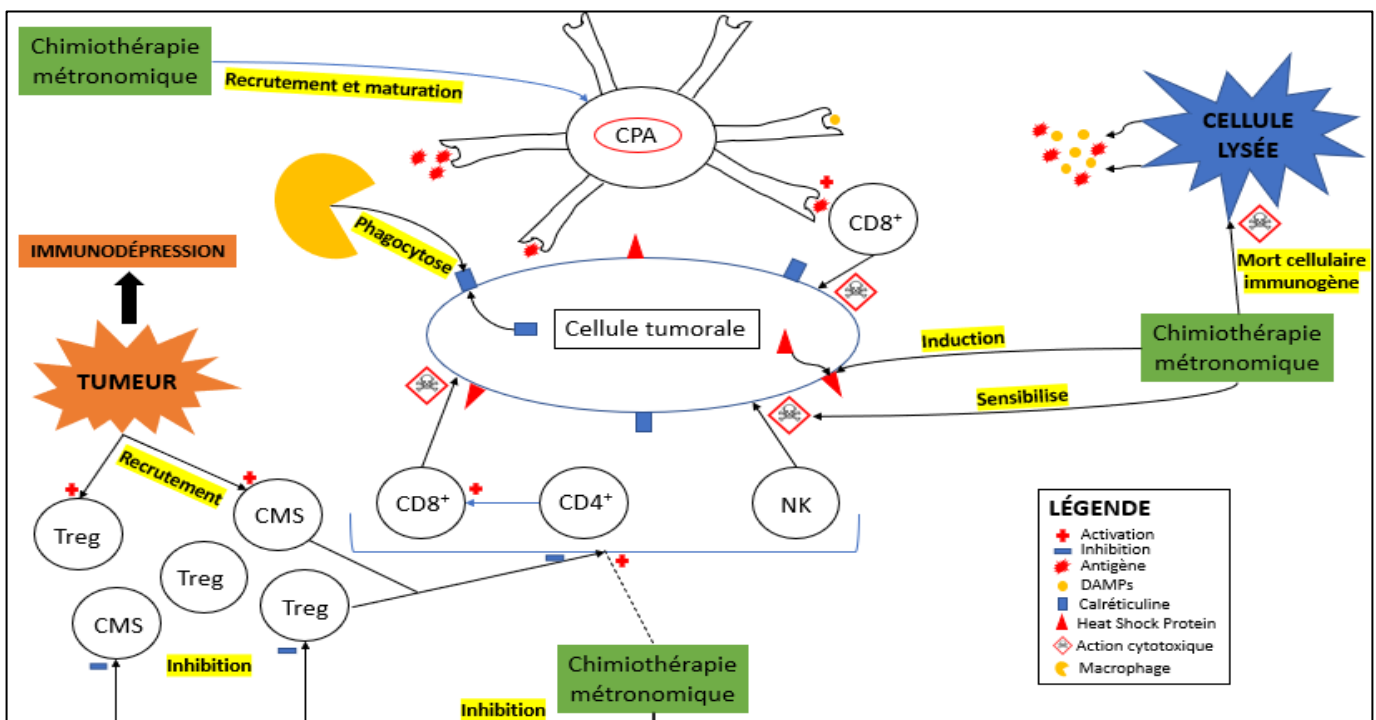 Chimiothérapie
métronomique
Recrutement et maturation
CPA
CELLULE
LYSÉE
CD8+
Phagocytose
IMMUNODÉPRESSION
Mort cellulaire
immunogène
Cellule tumorale
Induction
Chimiothérapie
métronomique
TUMEUR
Sensibilise
Recrutement
CD8+
CD4+
NK
CMS
Treg
Treg
Treg
CMS
Inhibition
Chimiothérapie
métronomique
Inhibition
LÉGENDE
Activation
Inhibition
Antigène
DAMPs
Calréticuline
Heat Shock Protein
Action cytotoxique
Macrophage